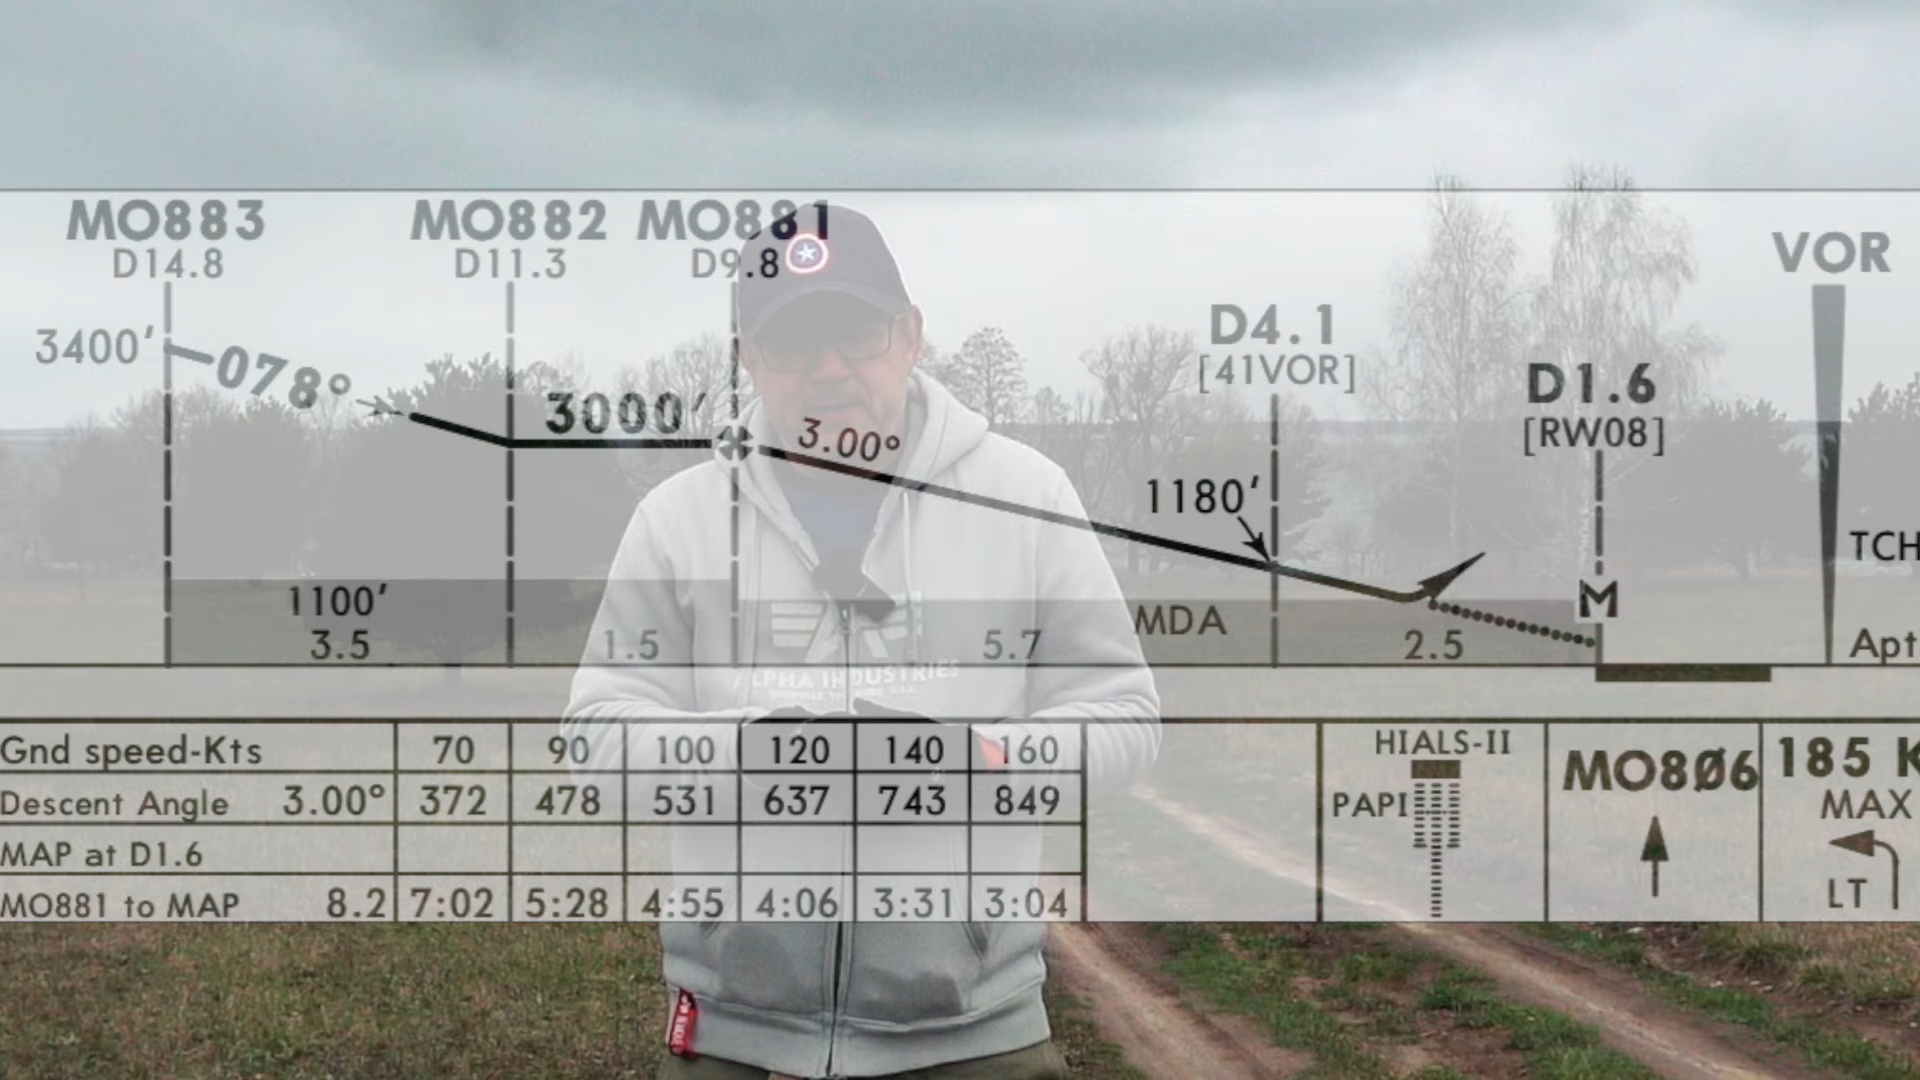 MO883 MO882 MO881
D14.8 D11.3 D9.8
VOR
D4.1
[41VOR]
3400' 078°
D1.6
[RW08]
3000' 3.00°
1180'
TCH
1100' MDA M
3.5 1.5 5.7 2.5 Apt
ALPHA INDUSTRIES
Gnd speed-Kts 70 90 100 120 140 160
Descent Angle 3.00° 372 478 531 637 743 849
MAP at D1.6
MO881 to MAP 8.2 7:02 5:28 4:55 4:06 3:31 3:04
HIALS-II
PAPI
MO8Ø6
185 K
MAX
LT